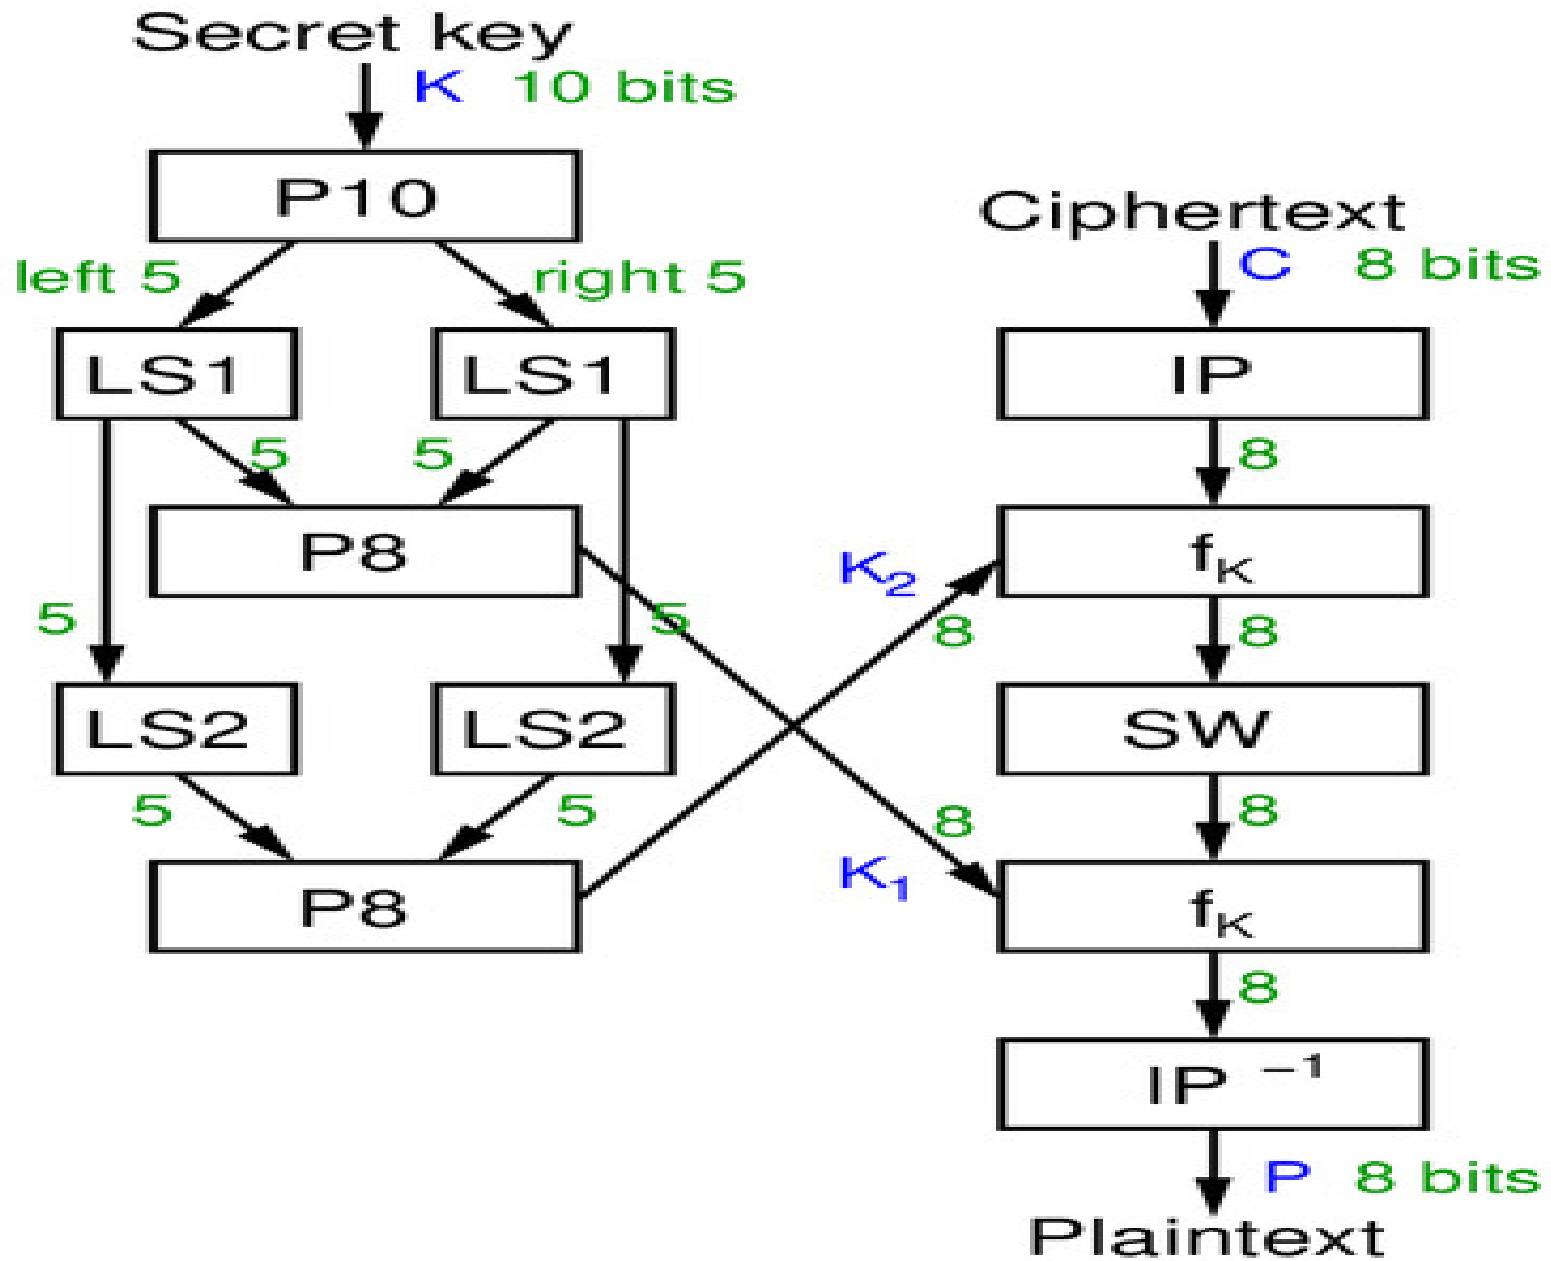 Secret key
K 10 bits
P10
left 5
right 5
LS1
LS1
5
5
P8
5
5
LS2
LS2
5
5
P8
K₂
8
8
K₁
Ciphertext
C 8 bits
IP
8
fK
8
SW
8
fK
8
IP ⁻¹
P 8 bits
Plaintext